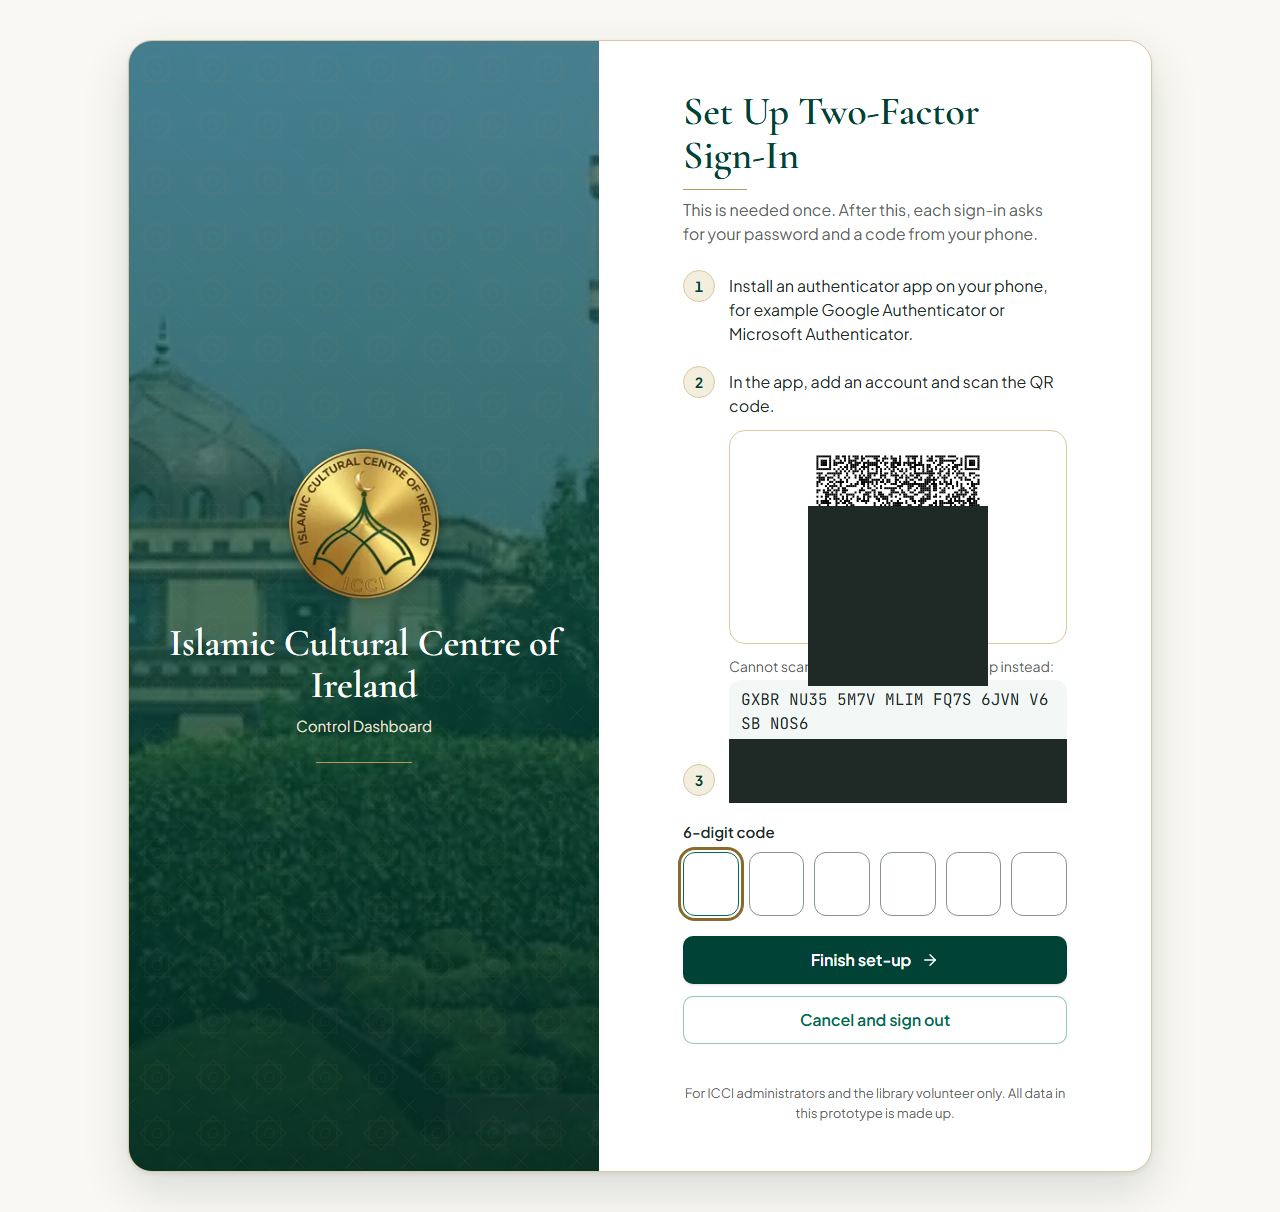 Set Up Two-Factor
Sign-In
This is needed once. After this, each sign-in asks
for your password and a code from your phone.
1
Install an authenticator app on your phone,
for example Google Authenticator or
Microsoft Authenticator.
2
In the app, add an account and scan the QR
code.
Cannot scan
p instead:
GXBR NU35 5M7V MLIM FQ7S 6JVN V6
SB NOS6
3
6-digit code
Finish set-up
Cancel and sign out
For ICCI administrators and the library volunteer only. All data in
this prototype is made up.
ISLAMIC CULTURAL CENTRE OF IRELAND
ICCI
Islamic Cultural Centre of
Ireland
Control Dashboard